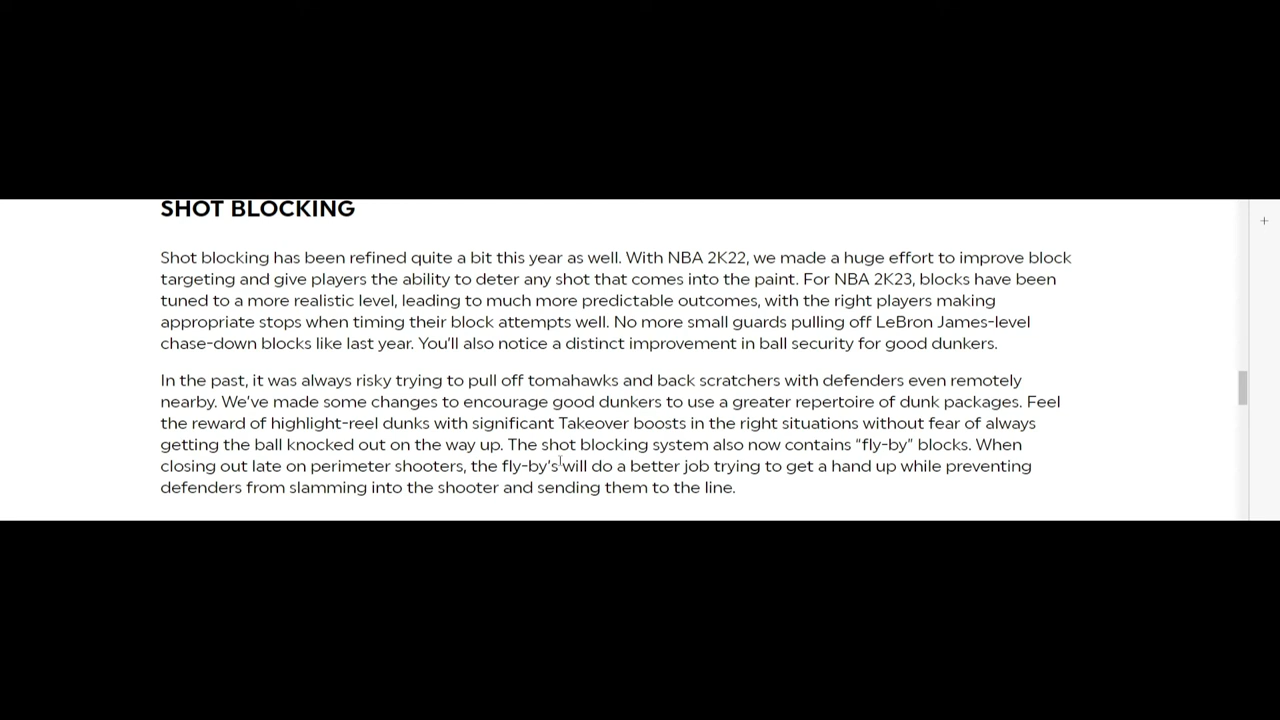 SHOT BLOCKING
Shot blocking has been refined quite a bit this year as well. With NBA 2K22, we made a huge effort to improve block
targeting and give players the ability to deter any shot that comes into the paint. For NBA 2K23, blocks have been
tuned to a more realistic level, leading to much more predictable outcomes, with the right players making
appropriate stops when timing their block attempts well. No more small guards pulling off LeBron James-level
chase-down blocks like last year. You’ll also notice a distinct improvement in ball security for good dunkers.
In the past, it was always risky trying to pull off tomahawks and back scratchers with defenders even remotely
nearby. We’ve made some changes to encourage good dunkers to use a greater repertoire of dunk packages. Feel
the reward of highlight-reel dunks with significant Takeover boosts in the right situations without fear of always
getting the ball knocked out on the way up. The shot blocking system also now contains “fly-by” blocks. When
closing out late on perimeter shooters, the fly-by’s will do a better job trying to get a hand up while preventing
defenders from slamming into the shooter and sending them to the line.